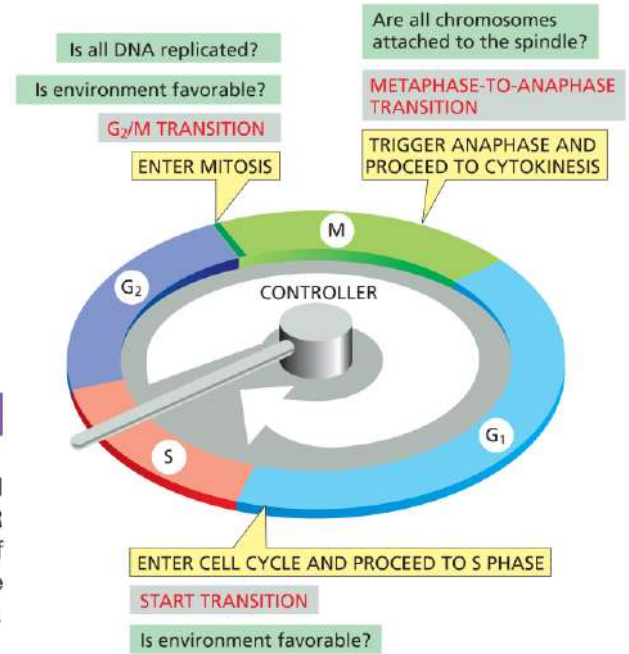 Is all DNA replicated?
Is environment favorable?
G₂/M TRANSITION
ENTER MITOSIS
Are all chromosomes
attached to the spindle?
METAPHASE-TO-ANAPHASE
TRANSITION
TRIGGER ANAPHASE AND
PROCEED TO CYTOKINESIS
M
G₂
CONTROLLER
G₁
S
ENTER CELL CYCLE AND PROCEED TO S PHASE
START TRANSITION
Is environment favorable?